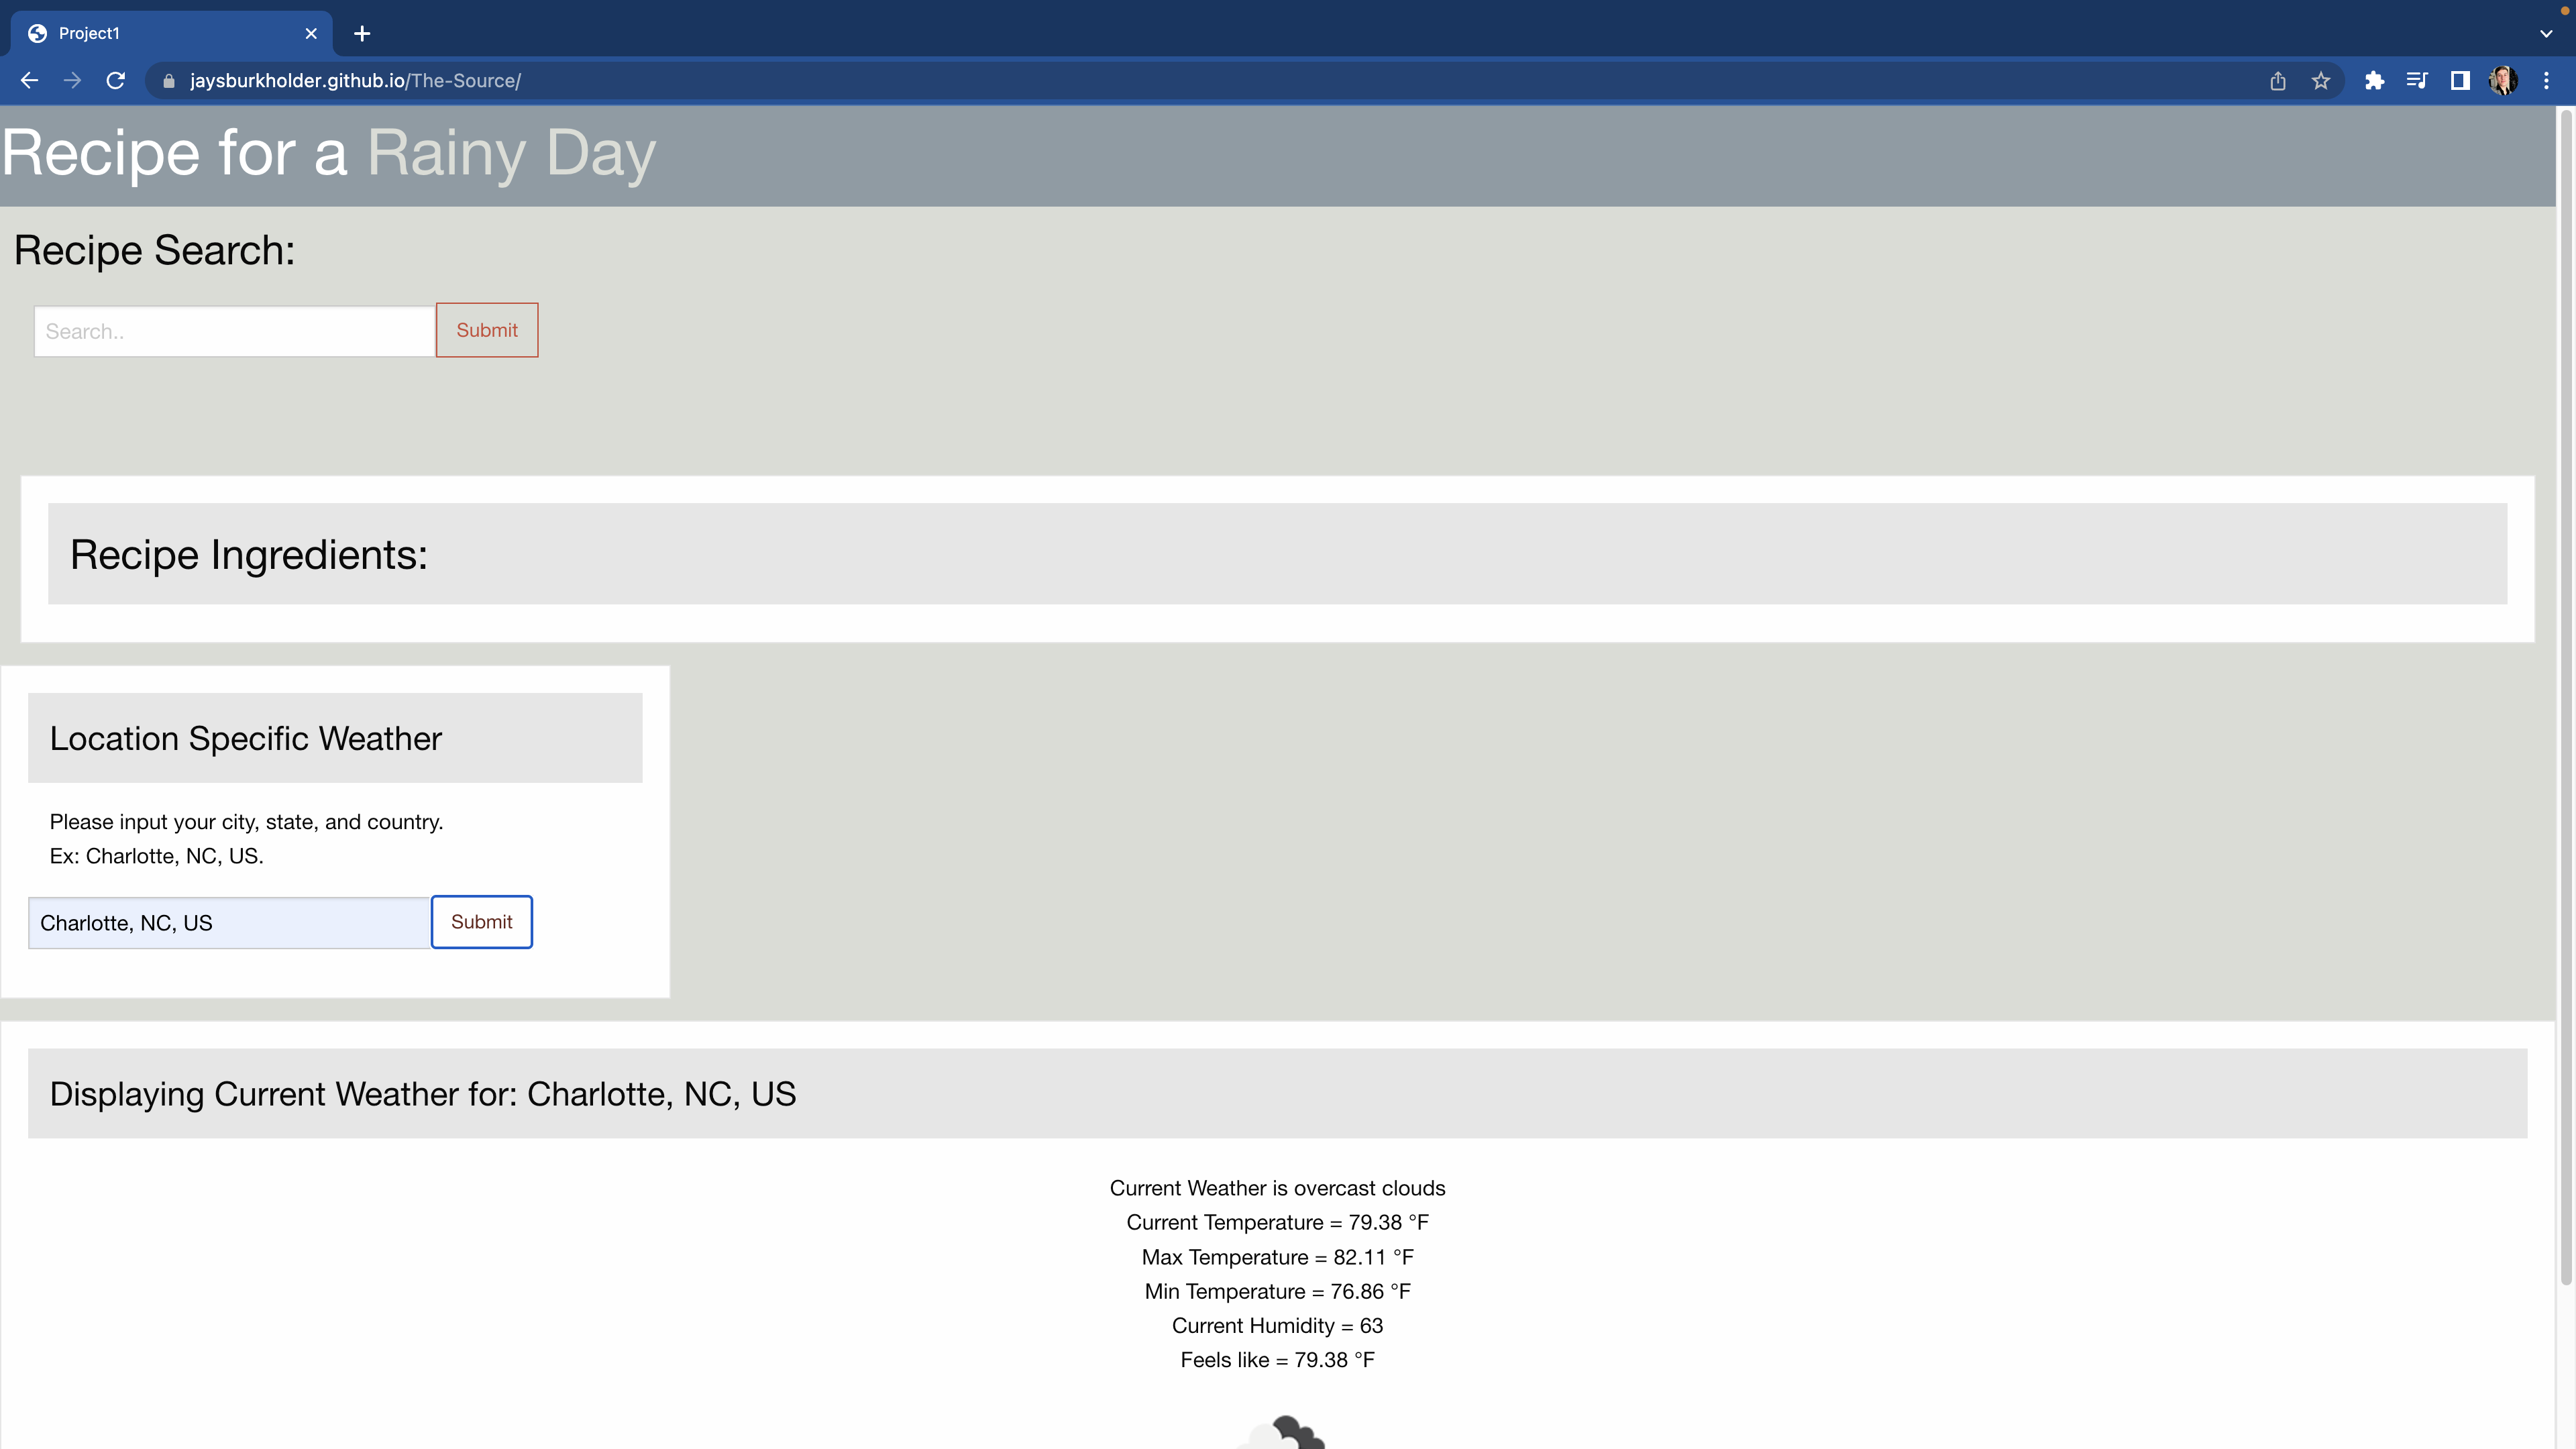 Project1
jaysburkholder.github.io/The-Source/
Recipe for a Rainy Day
Recipe Search:
Search..
Submit
Recipe Ingredients:
Location Specific Weather
Please input your city, state, and country.
Ex: Charlotte, NC, US.
Charlotte, NC, US
Submit
Displaying Current Weather for: Charlotte, NC, US
Current Weather is overcast clouds
Current Temperature = 79.38 °F
Max Temperature = 82.11 °F
Min Temperature = 76.86 °F
Current Humidity = 63
Feels like = 79.38 °F